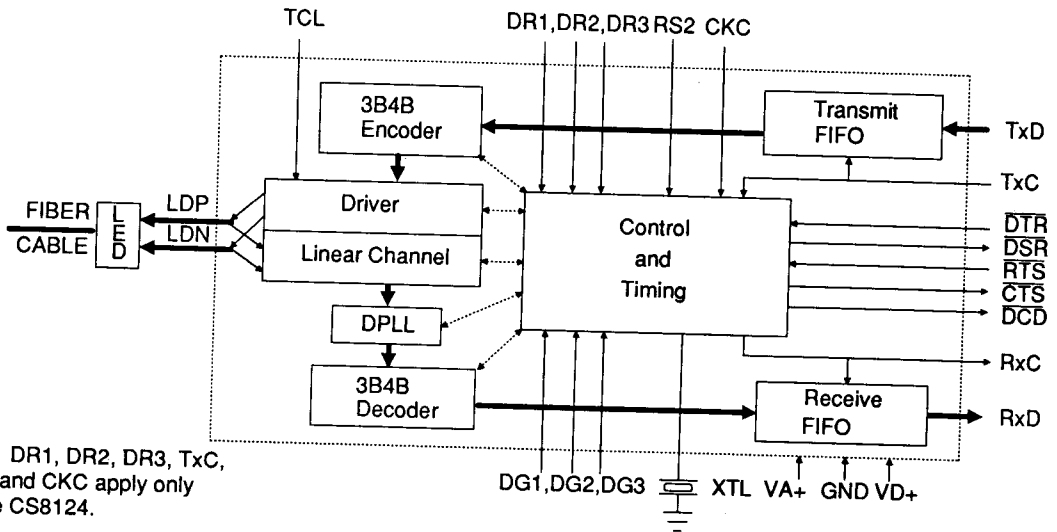 TCL
DR1,DR2,DR3 RS2 CKC
3B4B
Encoder
Transmit
FIFO
TxD
TxC
FIBER
CABLE
LED
LDP
LDN
Driver
Linear Channel
Control
and
Timing
DTR
DSR
RTS
CTS
DCD
DPLL
3B4B
Decoder
RxC
Receive
FIFO
RxD
DR1, DR2, DR3, TxC,
and CKC apply only
CS8124.
DG1,DG2,DG3
XTL
VA+ GND VD+